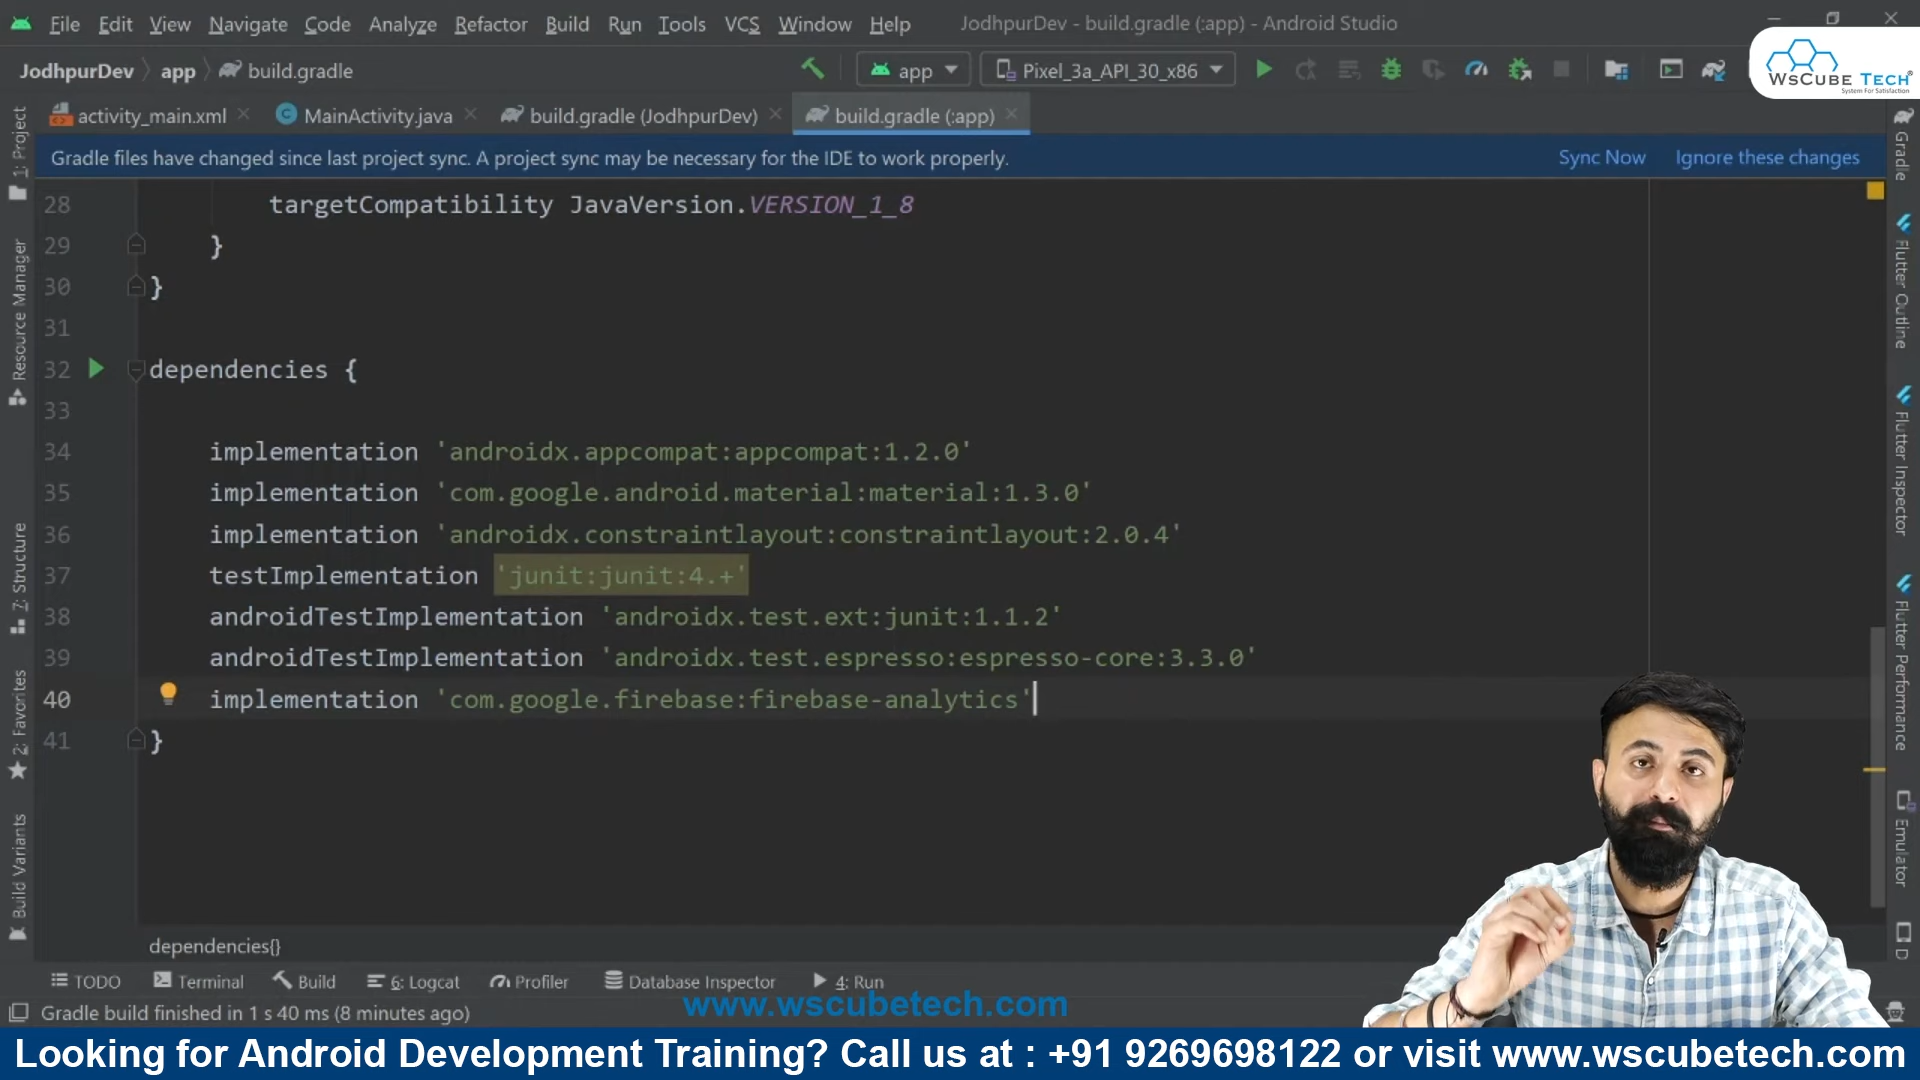 File Edit View Navigate Code Analyze Refactor Build Run Tools VCS Window Help JodhpurDev - build.gradle (:app) - Android Studio
JodhpurDev app build.gradle app Pixel_3a_API_30_x86
WsCube Tech
System For Satisfaction
activity_main.xml MainActivity.java build.gradle (JodhpurDev) build.gradle (:app)
Gradle files have changed since last project sync. A project sync may be necessary for the IDE to work properly. Sync Now Ignore these changes
1: Project
Resource Manager
7: Structure
2: Favorites
Build Variants
28 targetCompatibility JavaVersion.VERSION_1_8
29 }
30 }
31
32 dependencies {
33
34 implementation 'androidx.appcompat:appcompat:1.2.0'
35 implementation 'com.google.android.material:material:1.3.0'
36 implementation 'androidx.constraintlayout:constraintlayout:2.0.4'
37 testImplementation 'junit:junit:4.+'
38 androidTestImplementation 'androidx.test.ext:junit:1.1.2'
39 androidTestImplementation 'androidx.test.espresso:espresso-core:3.3.0'
40 implementation 'com.google.firebase:firebase-analytics'
41 }
Gradle
Flutter Outline
Flutter Inspector
Flutter Performance
Emulator
D
dependencies{}
TODO Terminal Build 6: Logcat Profiler Database Inspector 4: Run
www.wscubetech.com
Gradle build finished in 1 s 40 ms (8 minutes ago)
Looking for Android Development Training? Call us at : +91 9269698122 or visit www.wscubetech.com